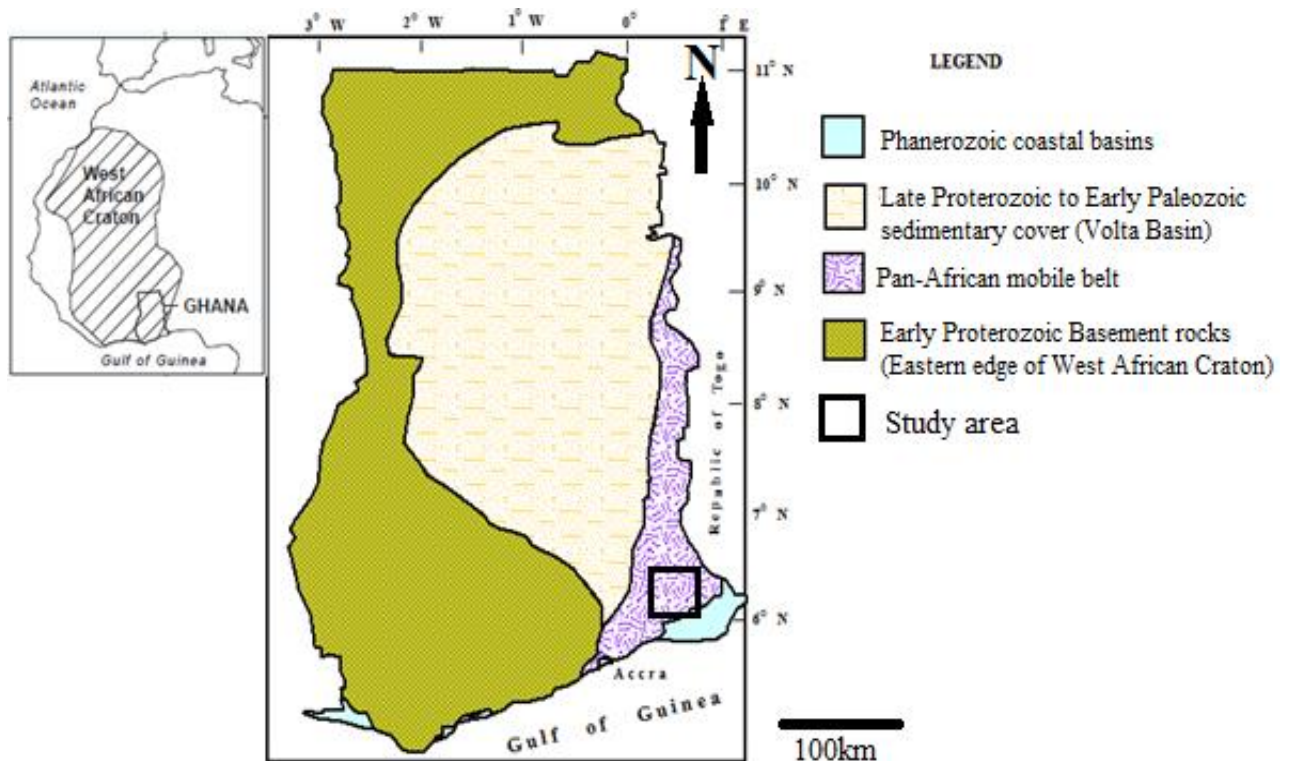 3° W 2° W 1° W 0° 1° E
Atlantic
Ocean
West
African
Craton
GHANA
Gulf of Guinea
N
11° N
10° N
9° N
8° N
7° N
6° N
Republic of Togo
Accra
Gulf of Guinea
LEGEND
Phanerozoic coastal basins
Late Proterozoic to Early Paleozoic
sedimentary cover (Volta Basin)
Pan-African mobile belt
Early Proterozoic Basement rocks
(Eastern edge of West African Craton)
Study area
100km